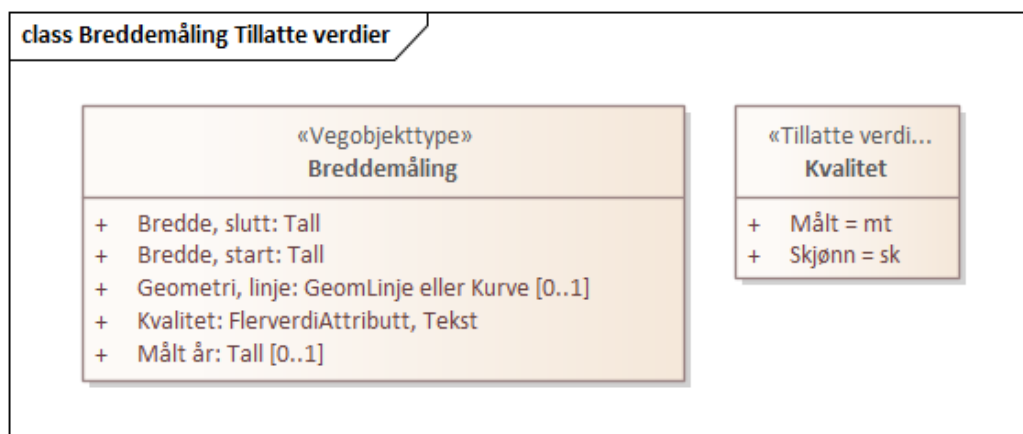 class Breddemåling Tillatte verdier
«Vegobjekttype»
Breddemåling
+ Bredde, slutt: Tall
+ Bredde, start: Tall
+ Geometri, linje: GeomLinje eller Kurve [0..1]
+ Kvalitet: FlerverdiAttributt, Tekst
+ Målt år: Tall [0..1]
«Tillatte verdi...
Kvalitet
+ Målt = mt
+ Skjønn = sk